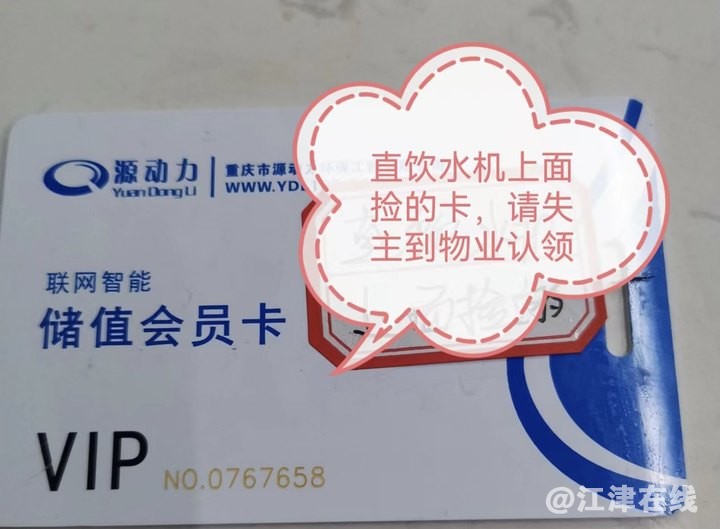 源动力
Yuan Dong Li
重庆市源动
WWW.YD
直饮水机上面
捡的卡，请失
主到物业认领
联网智能
储值会员卡
VIP
NO.0767658
@江津在线